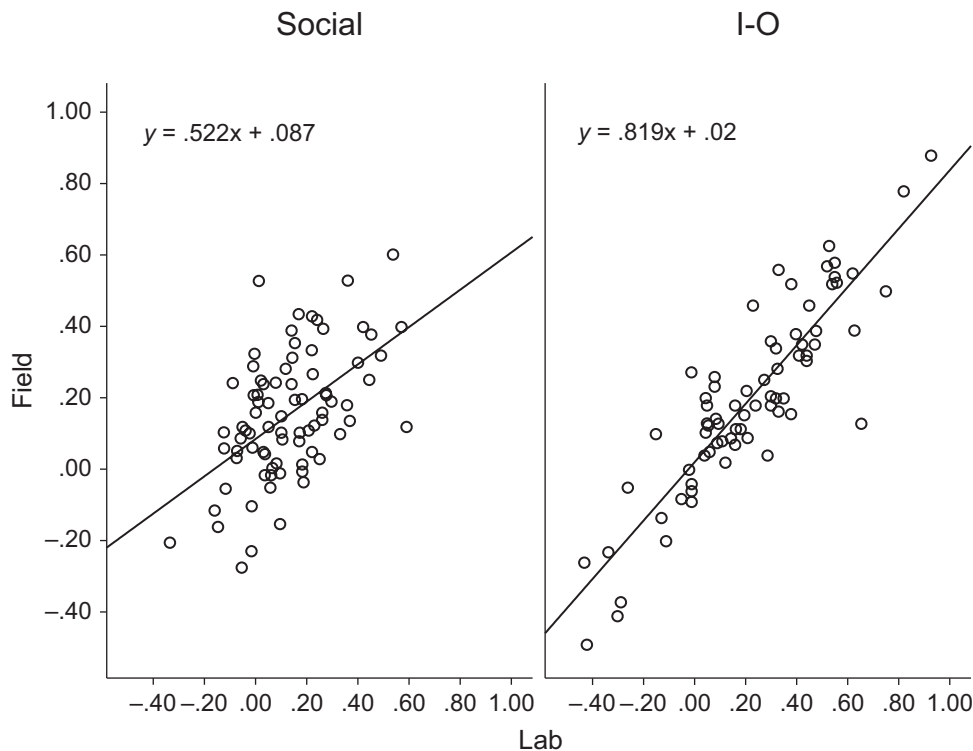 Social
I-O
1.00
.80
.60
.40
.20
.00
–.20
–.40
Field
y = .522x + .087
y = .819x + .02
–.40 –.20 .00 .20 .40 .60 .80 1.00
–.40 –.20 .00 .20 .40 .60 .80 1.00
Lab